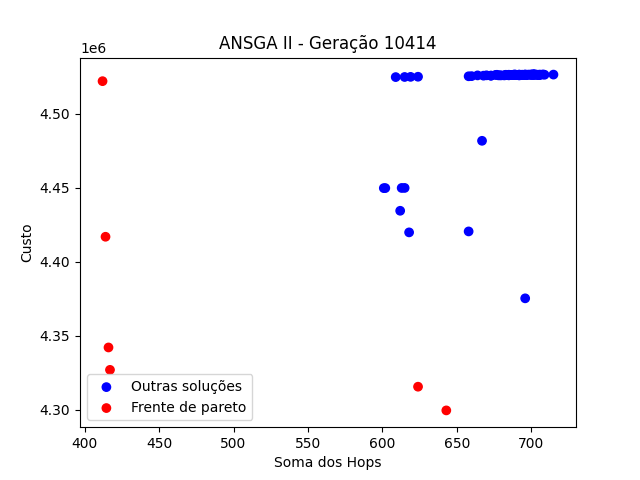 ANSGA II - Geração 10414
1e6
4.50
4.45
4.40
4.35
4.30
Custo
Outras soluções
Frente de pareto
400 450 500 550 600 650 700
Soma dos Hops